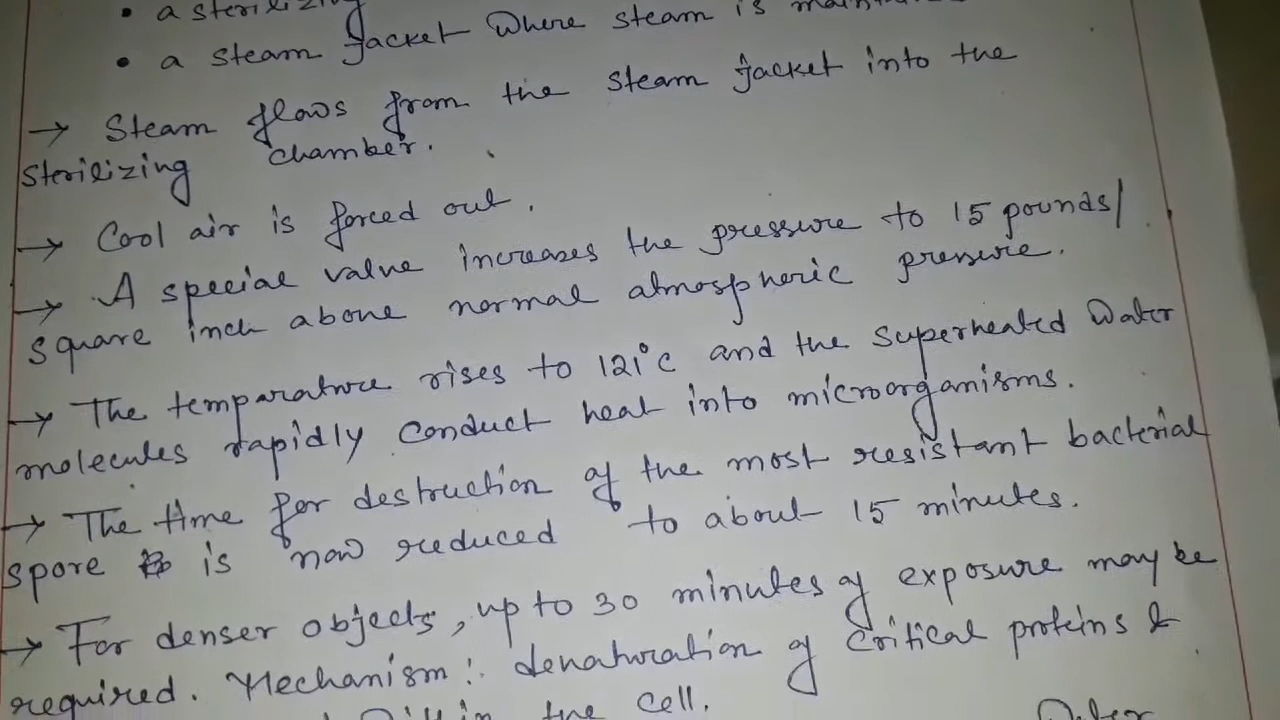 • a sterilizing
• a steam Jacket Where steam is
→ Steam flows from the steam Jacket into the
sterilizing chamber.
→ Cool air is forced out.
→ A special valve increases the pressure to 15 pounds/
square inch above normal atmospheric pressure.
→ The temparature rises to 121°c and the superheated Water
molecules rapidly conduct heat into microorganisms.
→ The time for destruction of the most resistant bacterial
spore is now reduced to about 15 minutes.
→ For denser objects, up to 30 minutes of exposure may be
required. Mechanism: denaturation of critical proteins &
the cell.